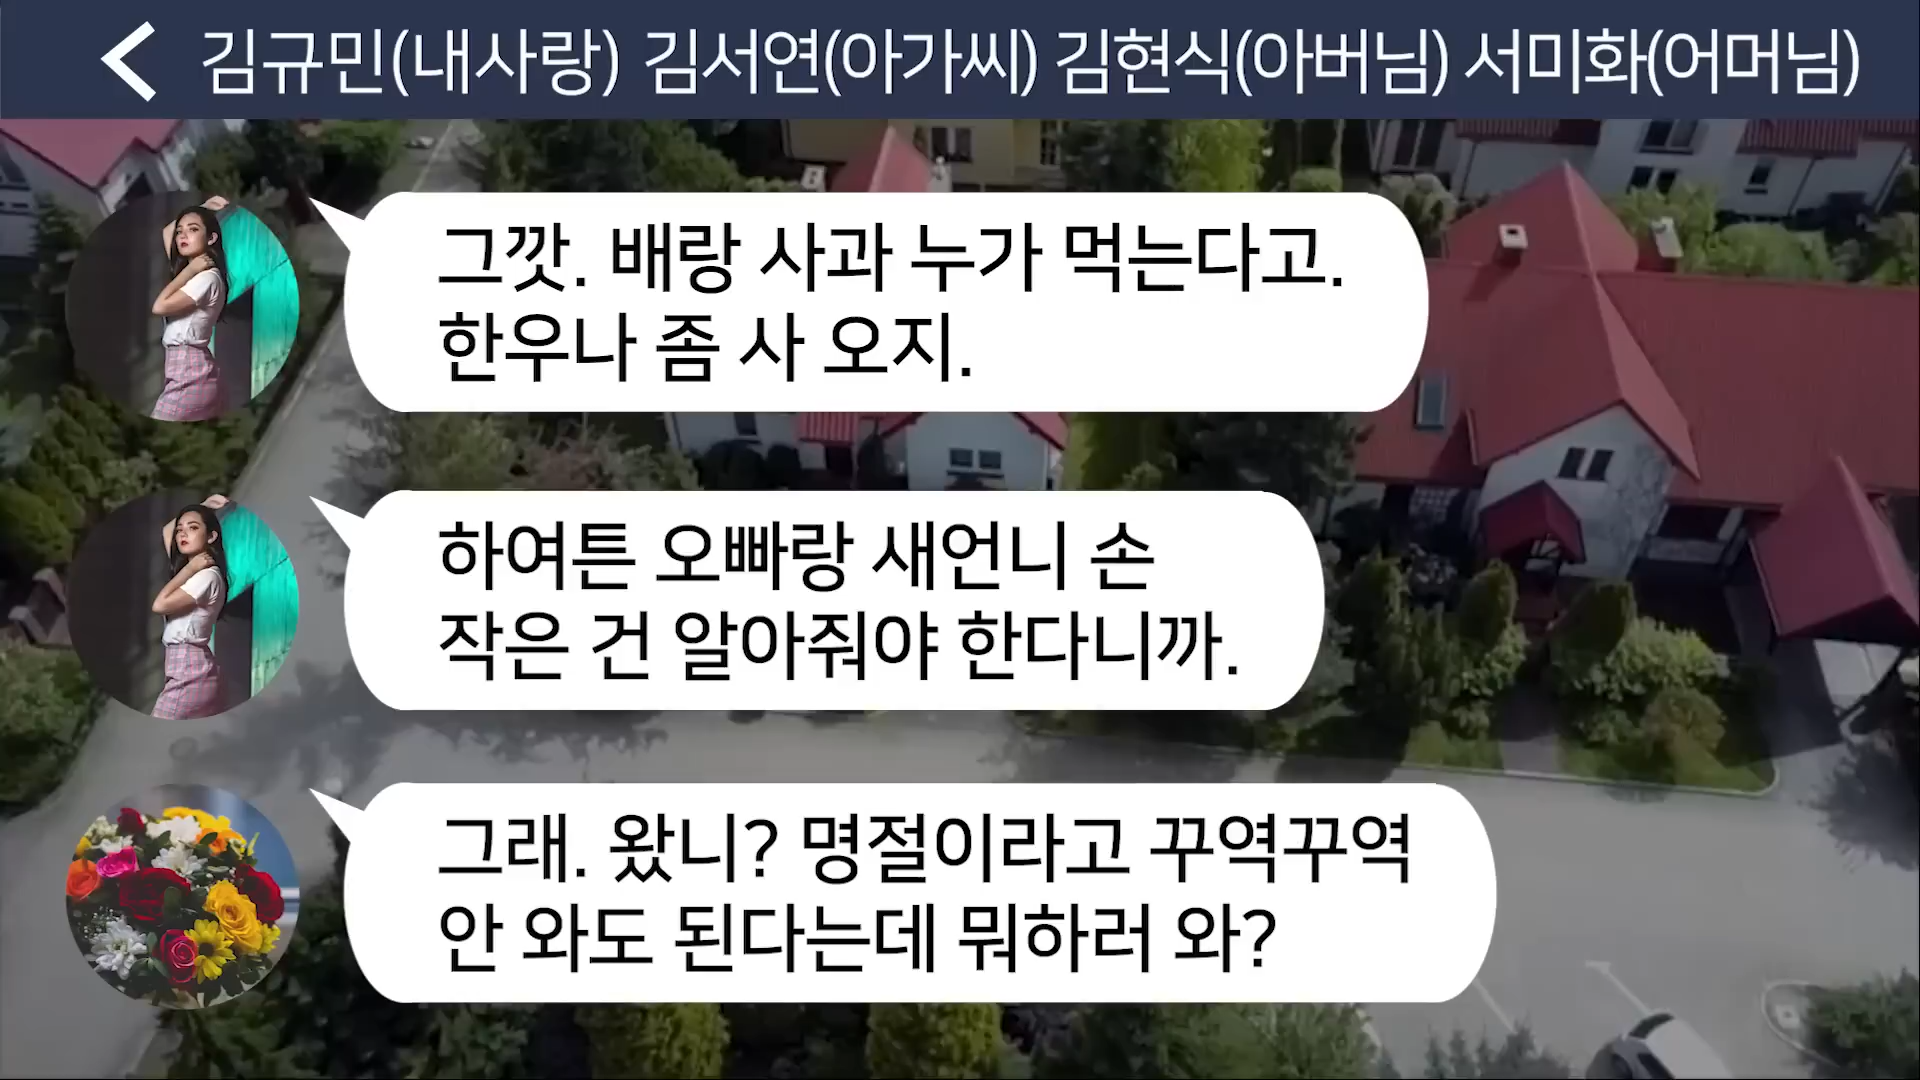 김규민(내사랑) 김서연(아가씨) 김현식(아버님) 서미화(어머님)
그깟. 배랑 사과 누가 먹는다고.
한우나 좀 사 오지.
하여튼 오빠랑 새언니 손
작은 건 알아줘야 한다니까.
그래. 왔니? 명절이라고 꾸역꾸역
안 와도 된다는데 뭐하러 와?